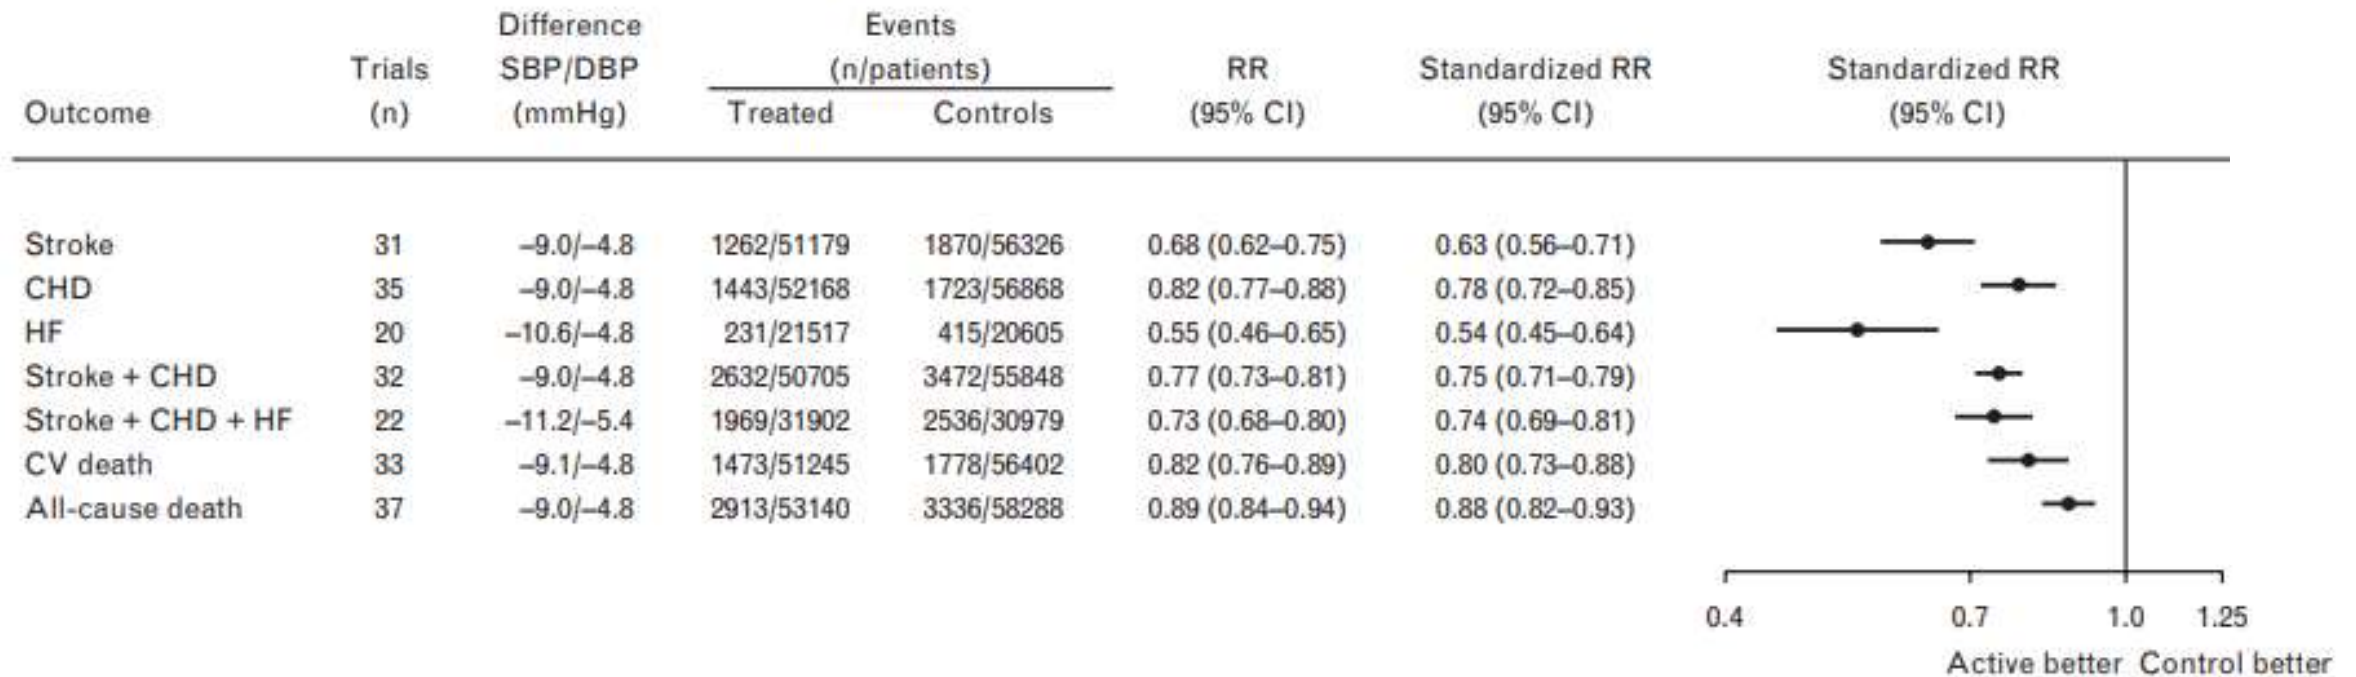 Difference Events
Trials SBP/DBP (n/patients) RR Standardized RR Standardized RR
Outcome (n) (mmHg) Treated Controls (95% CI) (95% CI) (95% CI)
Stroke 31 –9.0/–4.8 1262/51179 1870/56326 0.68 (0.62–0.75) 0.63 (0.56–0.71)
CHD 35 –9.0/–4.8 1443/52168 1723/56868 0.82 (0.77–0.88) 0.78 (0.72–0.85)
HF 20 –10.6/–4.8 231/21517 415/20605 0.55 (0.46–0.65) 0.54 (0.45–0.64)
Stroke + CHD 32 –9.0/–4.8 2632/50705 3472/55848 0.77 (0.73–0.81) 0.75 (0.71–0.79)
Stroke + CHD + HF 22 –11.2/–5.4 1969/31902 2536/30979 0.73 (0.68–0.80) 0.74 (0.69–0.81)
CV death 33 –9.1/–4.8 1473/51245 1778/56402 0.82 (0.76–0.89) 0.80 (0.73–0.88)
All-cause death 37 –9.0/–4.8 2913/53140 3336/58288 0.89 (0.84–0.94) 0.88 (0.82–0.93)
0.4 0.7 1.0 1.25
Active better Control better